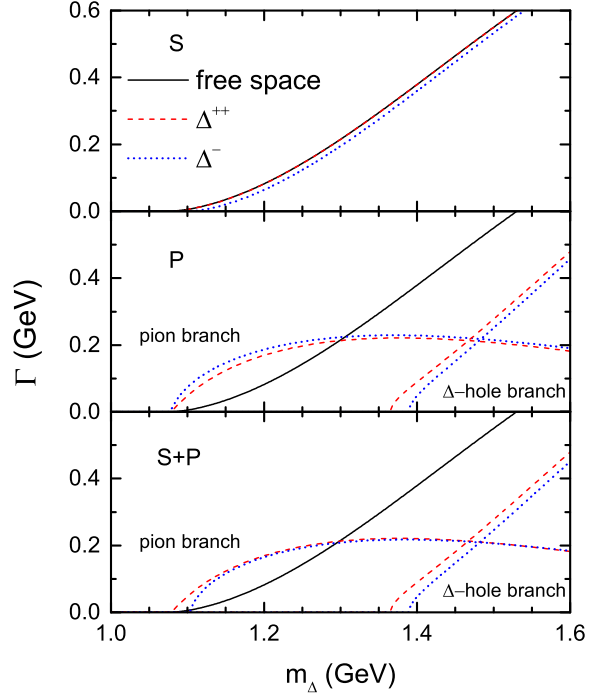 0.6
S
free space
0.4
Δ++
Δ−
0.2
0.0
P
0.4
pion branch
0.2
Δ−hole branch
0.0
S+P
0.4
pion branch
0.2
Δ−hole branch
0.0
1.0 1.2 1.4 1.6
mΔ (GeV)
Γ (GeV)